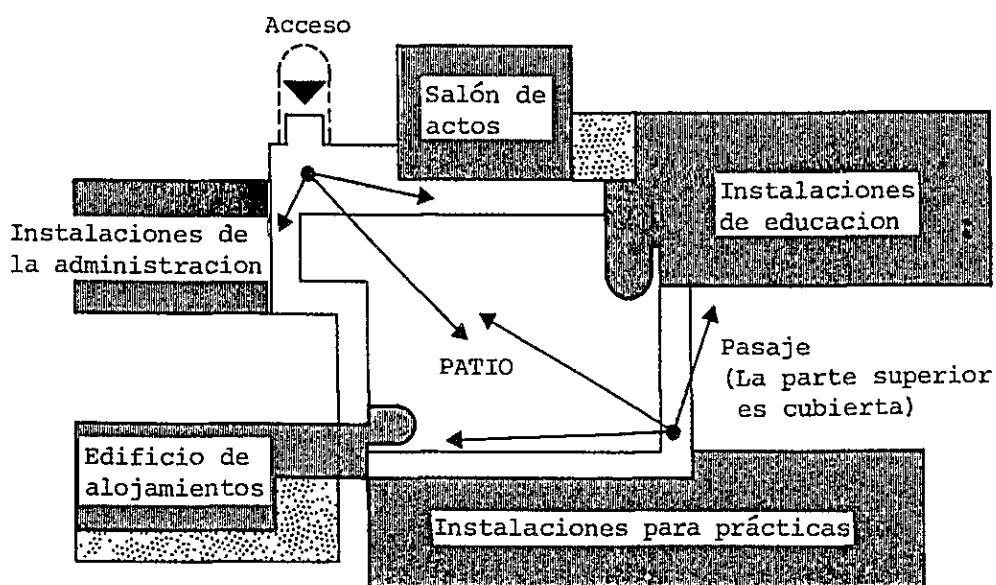 Acceso
Salón de
actos
Instalaciones
de educacion
Instalaciones de
la administracion
PATIO
Pasaje
(La parte superior
es cubierta)
Edificio de
alojamientos
Instalaciones para prácticas